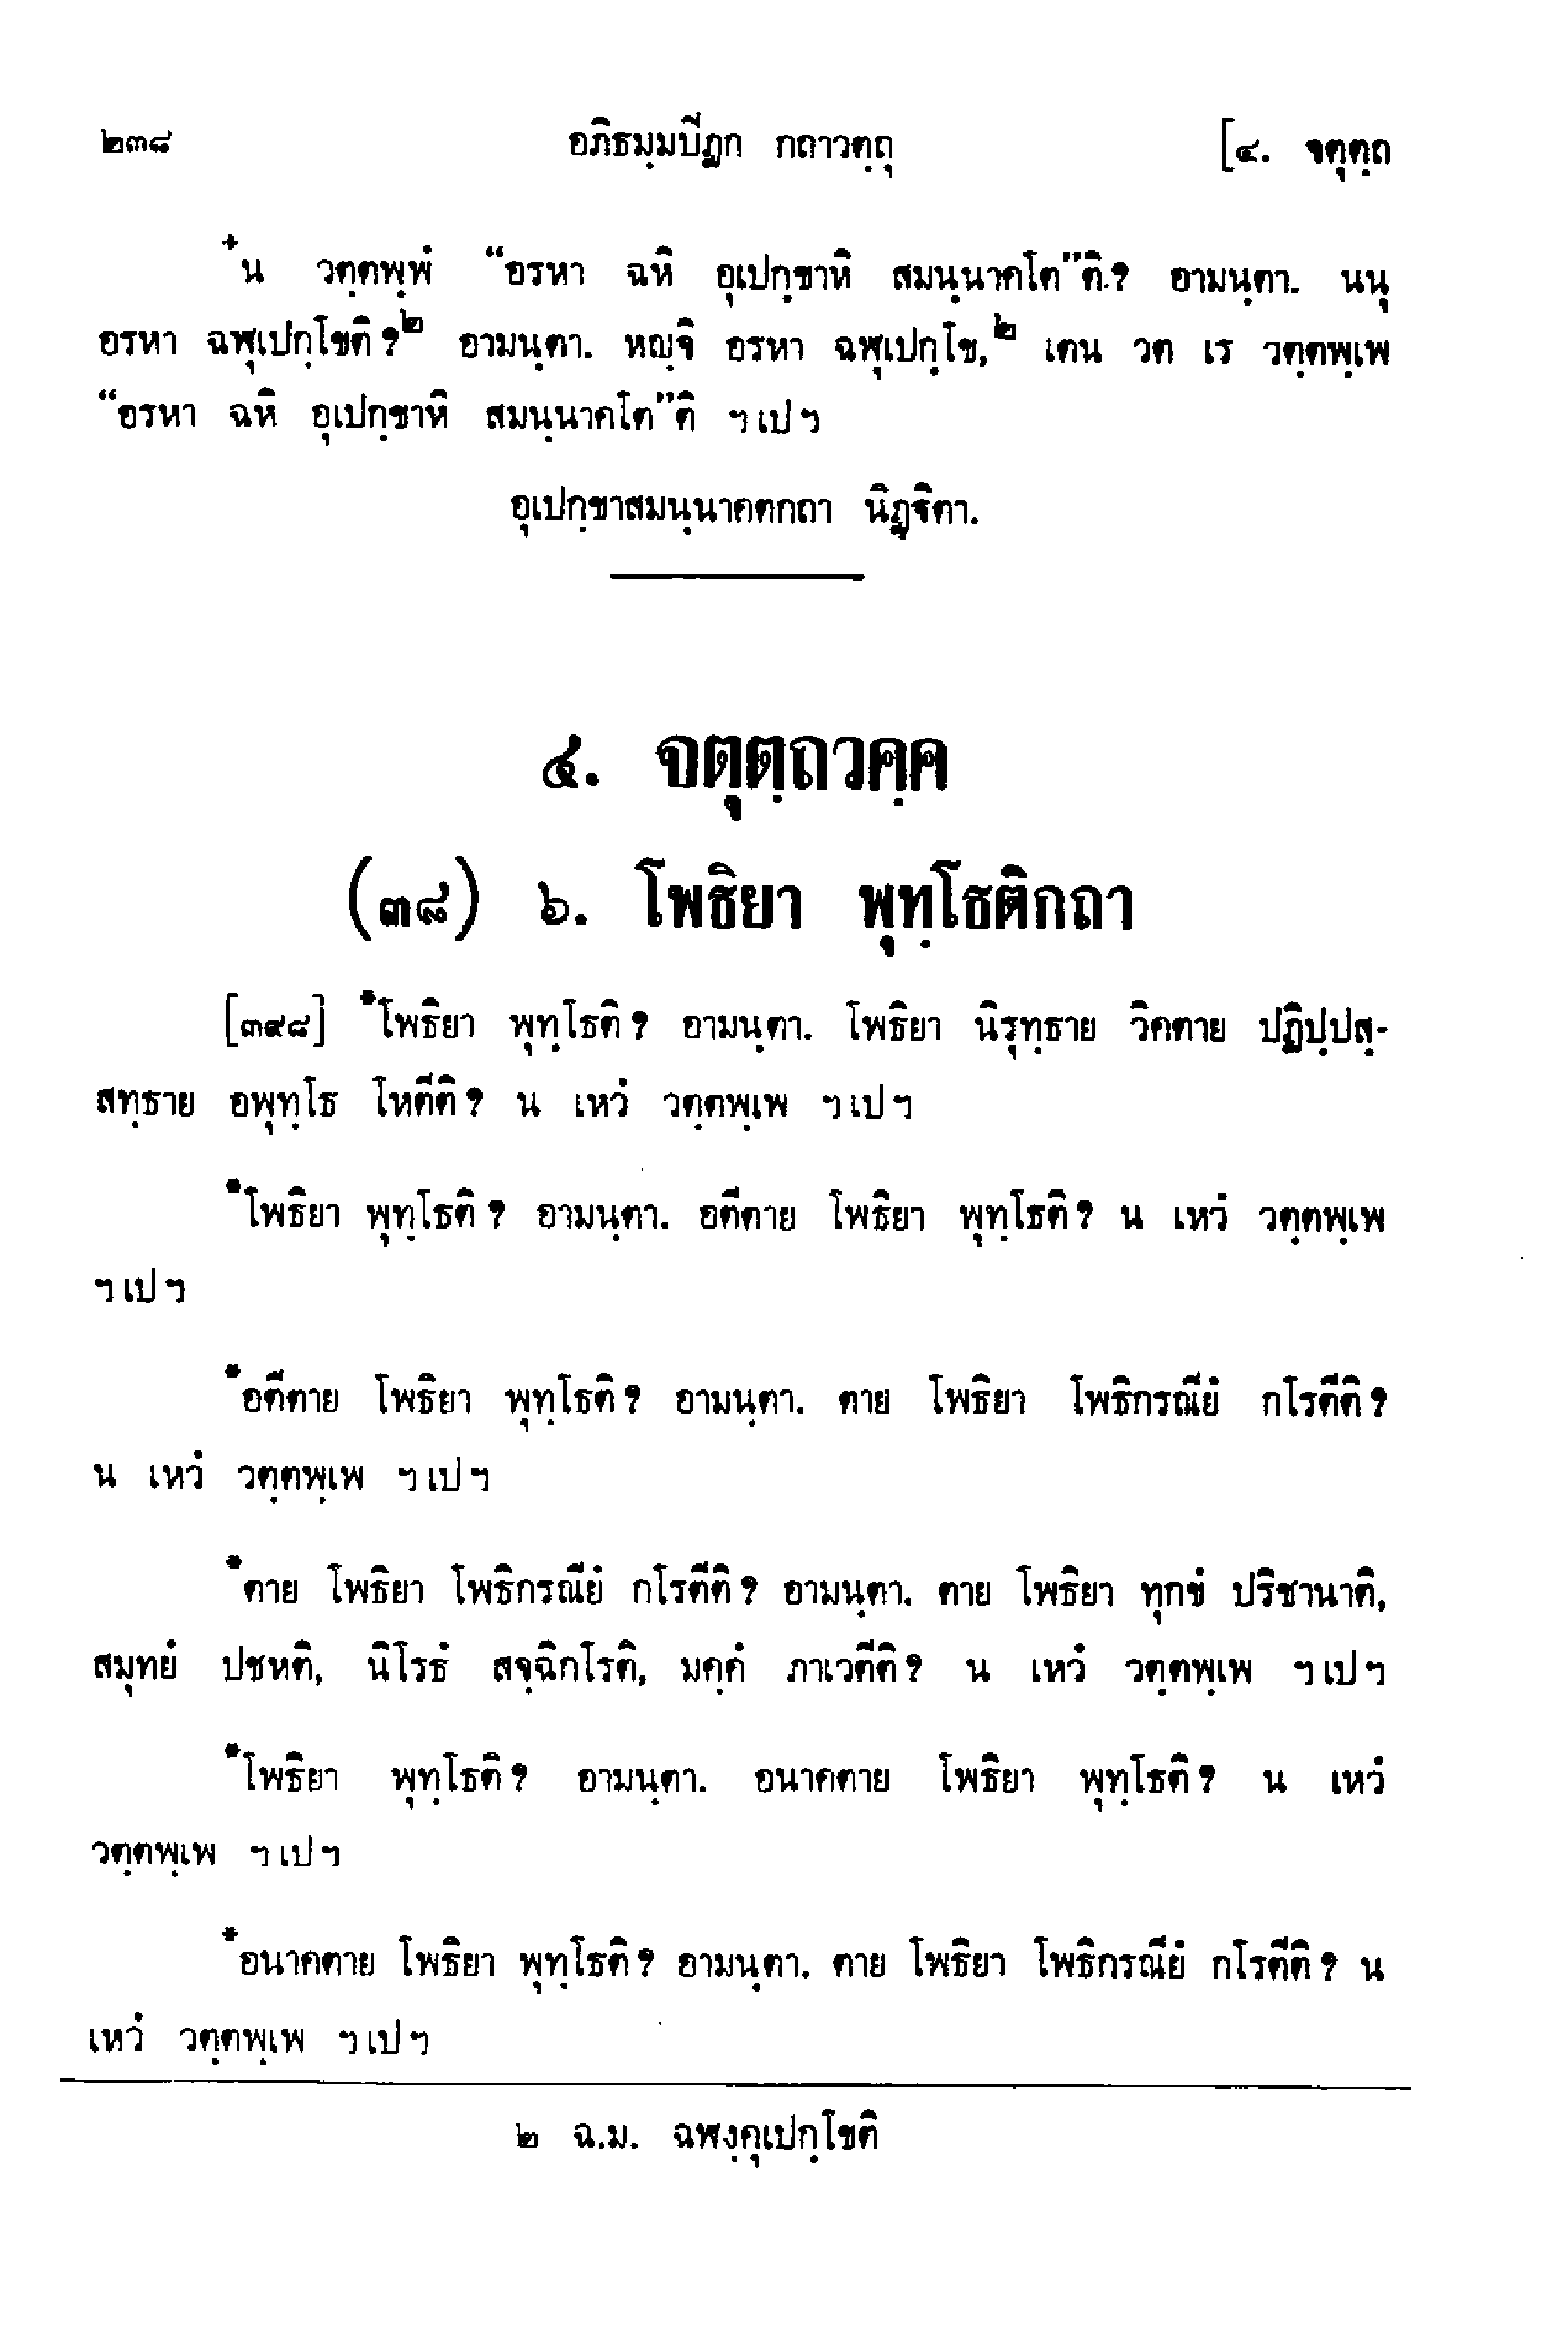 ๒๓๘ อภิธมฺมปิฏก กถาวตฺถุ [๔. จตุตฺถ
+น วตฺตพฺพํ “อรหา ฉหิ อุเปกฺขาหิ สมนฺนาคโต”ติ? อามนฺตา. นนุ
อรหา ฉฬุเปกฺโขติ?๒ อามนฺตา. หญฺจิ อรหา ฉฬุเปกฺโข,๒ เตน วต เร วตฺตพฺเพ
“อรหา ฉหิ อุเปกฺขาหิ สมนฺนาคโต”ติ ฯเปฯ
อุเปกฺขาสมนฺนาคตกถา นิฏฺฐิตา.
๔. จตุตฺถวคฺค
(๓๘) ๖. โพธิยา พุทฺโธติกถา
[๓๙๘] *โพธิยา พุทฺโธติ? อามนฺตา. โพธิยา นิรุทฺธาย วิคตาย ปฏิปฺปสฺ-
สทฺธาย อพุทฺโธ โหตีติ? น เหวํ วตฺตพฺเพ ฯเปฯ
*โพธิยา พุทฺโธติ? อามนฺตา. อตีตาย โพธิยา พุทฺโธติ? น เหวํ วตฺตพฺเพ
ฯเปฯ
*อตีตาย โพธิยา พุทฺโธติ? อามนฺตา. ตาย โพธิยา โพธิกรณียํ กโรตีติ?
น เหวํ วตฺตพฺเพ ฯเปฯ
*ตาย โพธิยา โพธิกรณียํ กโรตีติ? อามนฺตา. ตาย โพธิยา ทุกขํ ปริชานาติ,
สมุทยํ ปชหติ, นิโรธํ สจฺฉิกโรติ, มคฺคํ ภาเวตีติ? น เหวํ วตฺตพฺเพ ฯเปฯ
*โพธิยา พุทฺโธติ? อามนฺตา. อนาคตาย โพธิยา พุทฺโธติ? น เหวํ
วตฺตพฺเพ ฯเปฯ
*อนาคตาย โพธิยา พุทฺโธติ? อามนฺตา. ตาย โพธิยา โพธิกรณียํ กโรตีติ? น
เหวํ วตฺตพฺเพ ฯเปฯ
๒ ฉ.ม. ฉฬงฺคุเปกฺโขติ